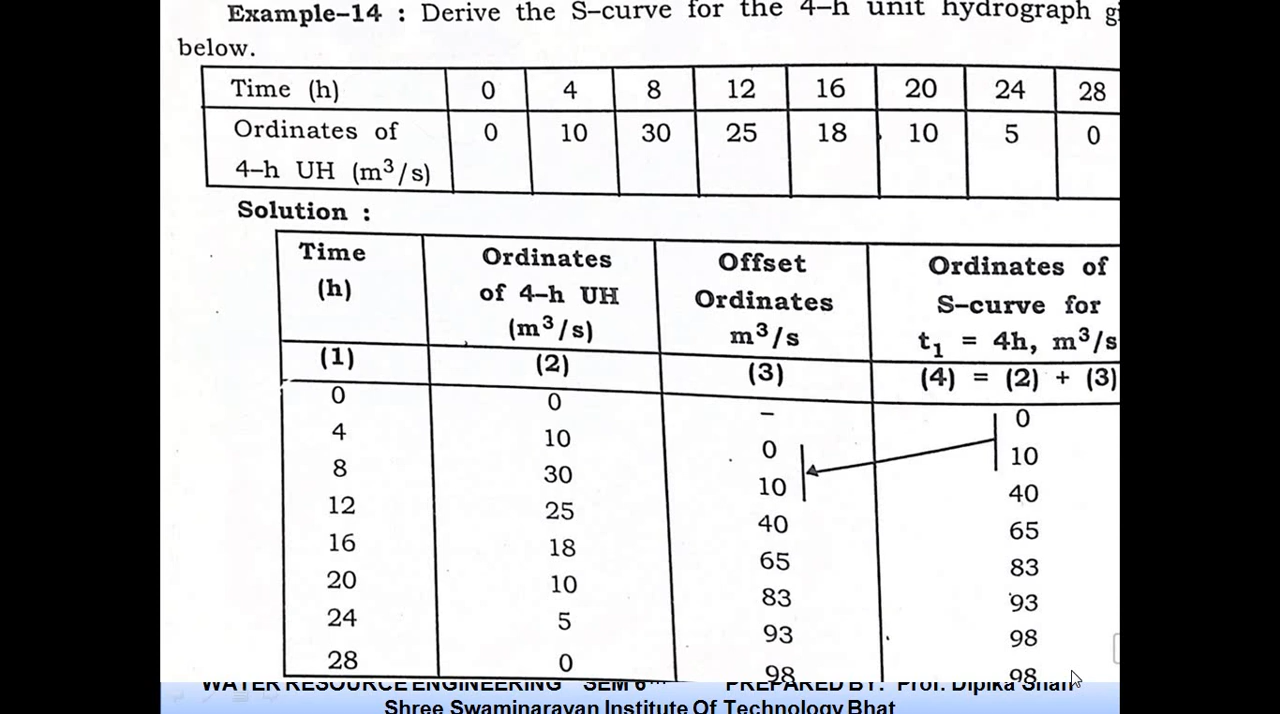 Example-14 : Derive the S-curve for the 4-h unit hydrograph
below.
Time (h) 0 4 8 12 16 20 24 28
Ordinates of 4-h UH (m³/s) 0 10 30 25 18 10 5 0
Solution :
Time (h) Ordinates of 4-h UH (m³/s) Offset Ordinates m³/s Ordinates of S-curve for t₁ = 4h, m³/s
(1) (2) (3) (4) = (2) + (3)
0 0 – 0
4 10 0 10
8 30 10 40
12 25 40 65
16 18 65 83
20 10 83 93
24 5 93 98
28 0 98 98
WATER RESOURCE ENGINEERING SEM 6ᵀᴴ PREPARED BY: Prof. Dipika Shah
Shree Swaminarayan Institute Of Technology Bhat